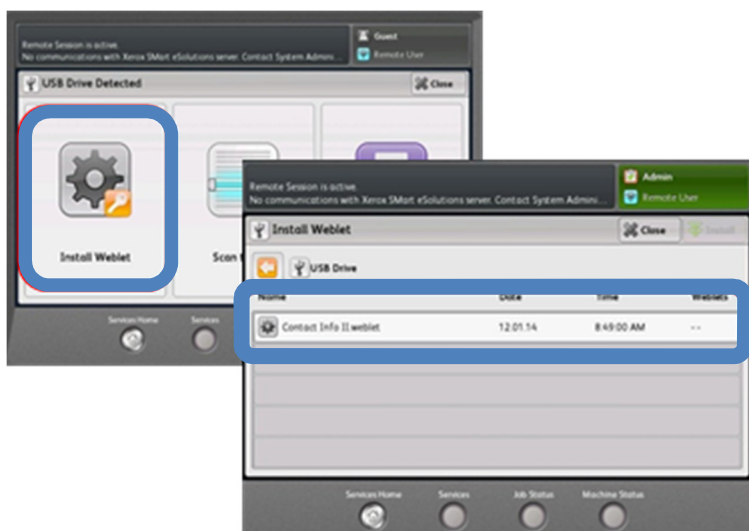 Remote Session is active.
No communications with Xerox SMart eSolutions server. Contact System Admini...
Guest
Remote User
USB Drive Detected
Close
Install Weblet
Scan
Services Home
Services
Remote Session is active.
No communications with Xerox SMart eSolutions server. Contact System Admini...
Admin
Remote User
Install Weblet
Close
Install
USB Drive
Name Date Time Weblets
Contact Info II weblet 12.01.14 8:49:00 AM --
Services Home
Services
Job Status
Machine Status